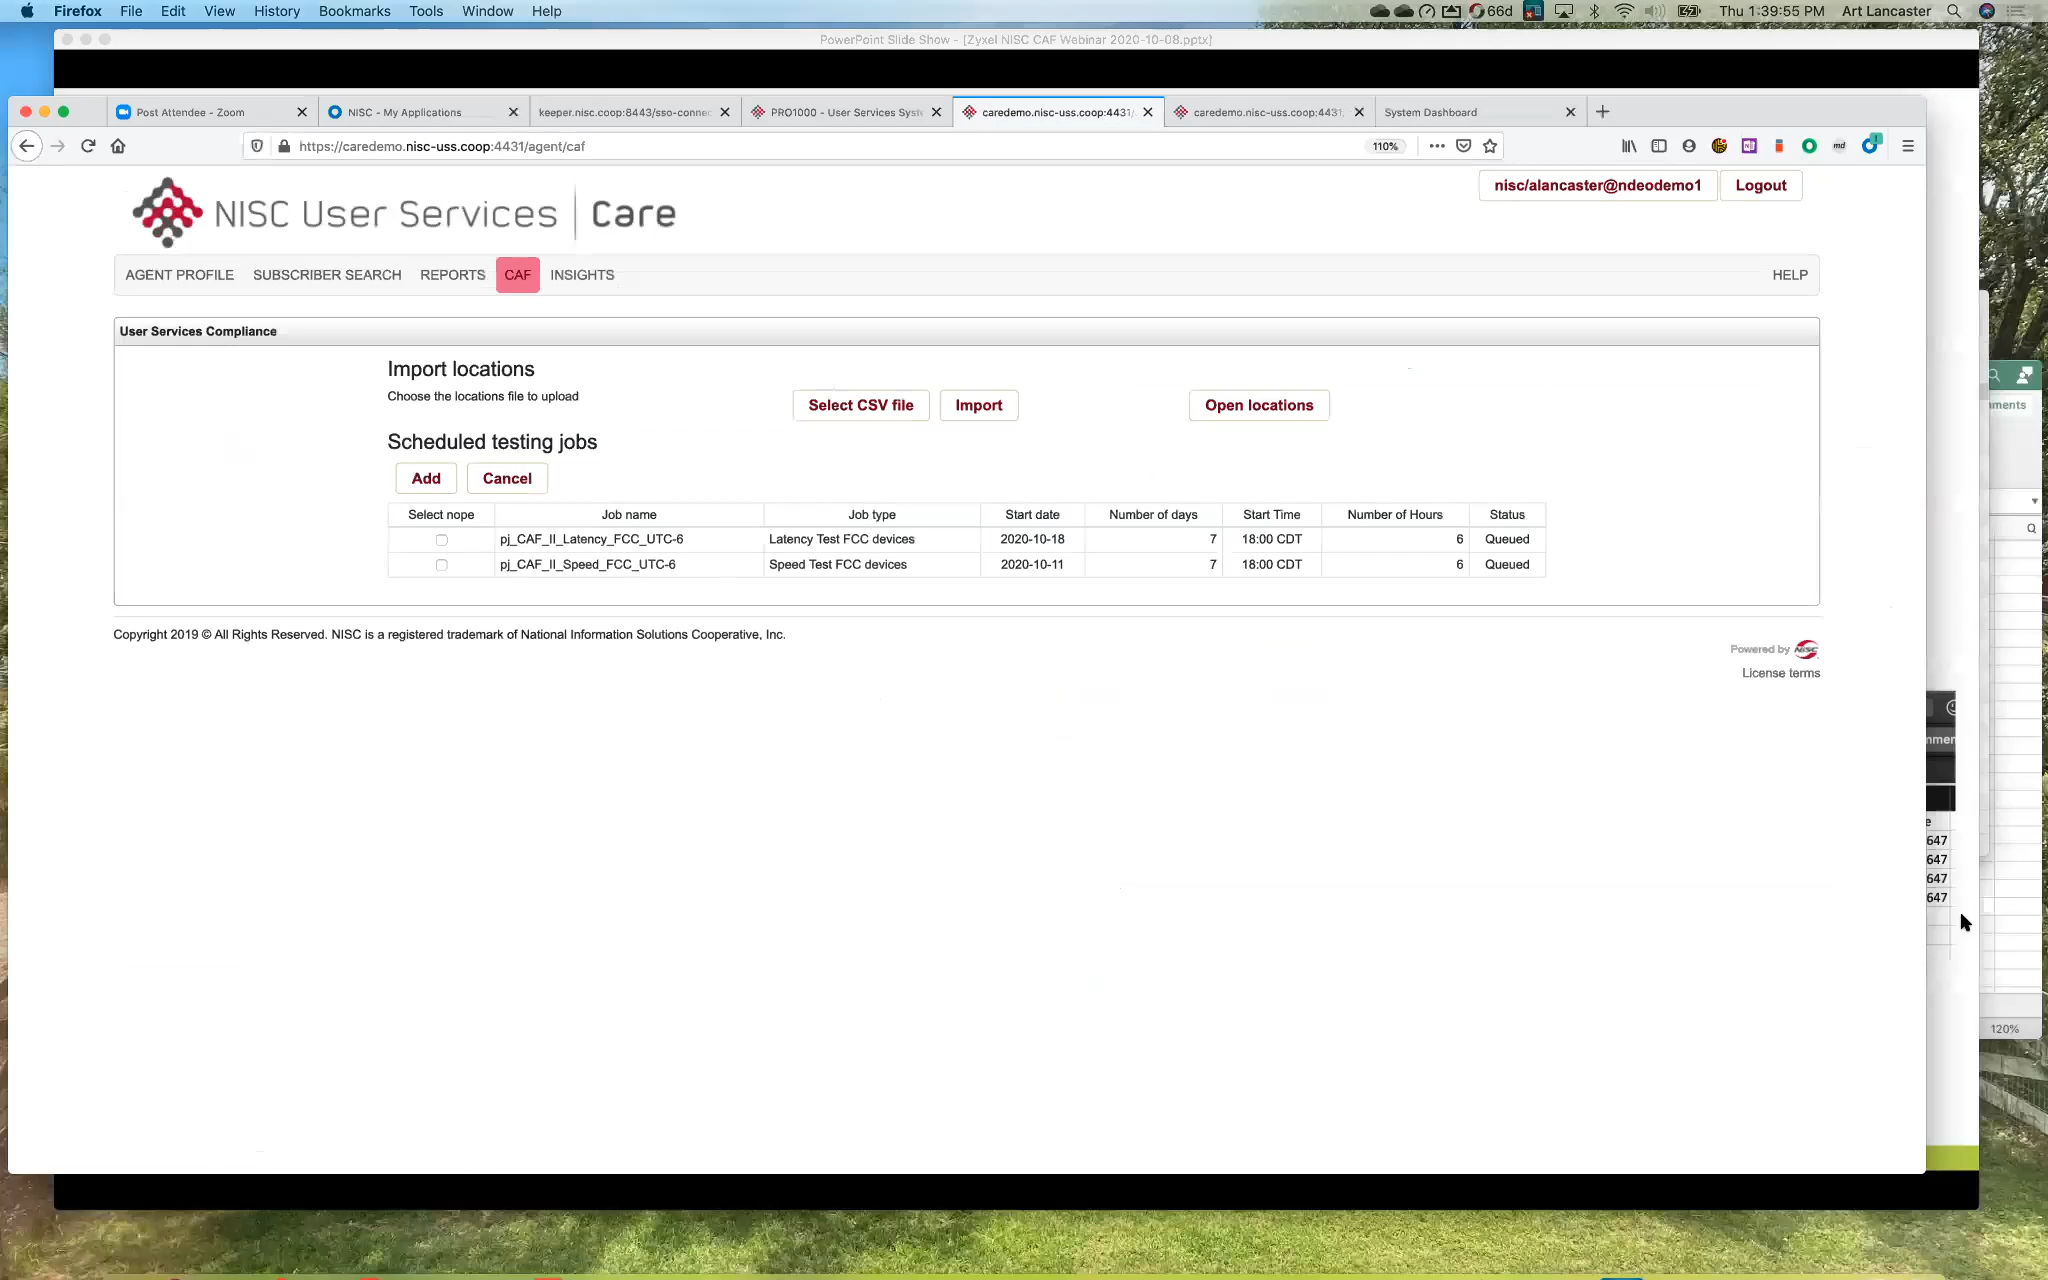 Firefox File Edit View History Bookmarks Tools Window Help 66d Thu 1:39:55 PM Art Lancaster
PowerPoint Slide Show - [Zyxel NISC CAF Webinar 2020-10-08.pptx]
Post Attendee - Zoom NISC - My Applications keeper.nisc.coop:8443/sso-connec PRO1000 - User Services Syst caredemo.nisc-uss.coop:4431/ caredemo.nisc-uss.coop:4431 System Dashboard
https://caredemo.nisc-uss.coop:4431/agent/caf 110%
nisc/alancaster@ndeodemo1 Logout
NISC User Services Care
AGENT PROFILE SUBSCRIBER SEARCH REPORTS CAF INSIGHTS HELP
User Services Compliance
Import locations
Choose the locations file to upload
Select CSV file Import Open locations
Scheduled testing jobs
Add Cancel
Select nope Job name Job type Start date Number of days Start Time Number of Hours Status
pj_CAF_II_Latency_FCC_UTC-6 Latency Test FCC devices 2020-10-18 7 18:00 CDT 6 Queued
pj_CAF_II_Speed_FCC_UTC-6 Speed Test FCC devices 2020-10-11 7 18:00 CDT 6 Queued
Copyright 2019 © All Rights Reserved. NISC is a registered trademark of National Information Solutions Cooperative, Inc.
Powered by NISC
License terms
ments
mmen
e
647
647
647
647
120%